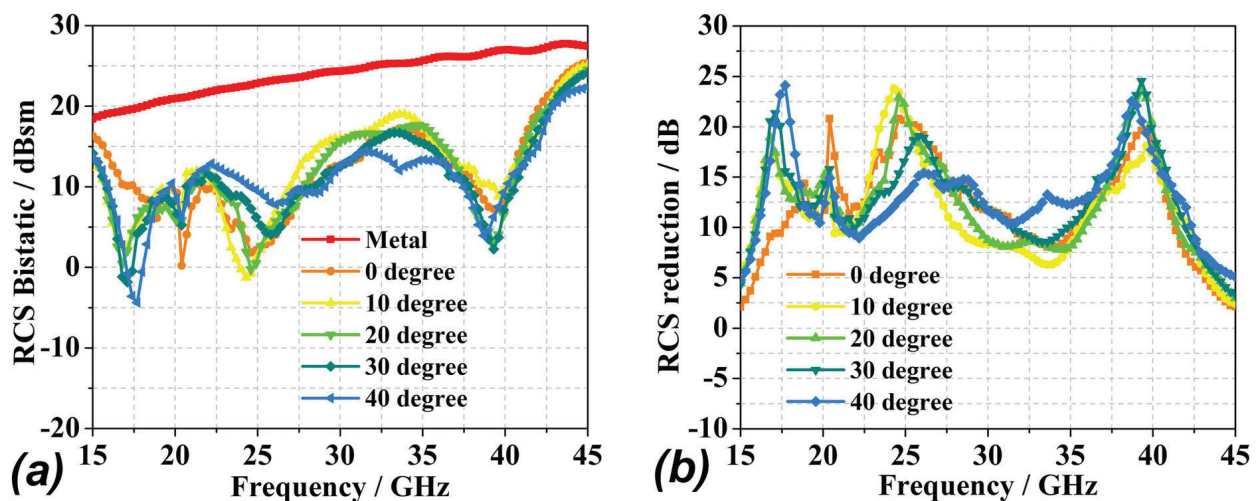 RCS Bistatic / dBsm
30
20
10
0
-10
-20
Metal
0 degree
10 degree
20 degree
30 degree
40 degree
15 20 25 30 35 40 45
Frequency / GHz
(a)
RCS reduction / dB
30
25
20
15
10
5
0
-5
-10
0 degree
10 degree
20 degree
30 degree
40 degree
15 20 25 30 35 40 45
Frequency / GHz
(b)